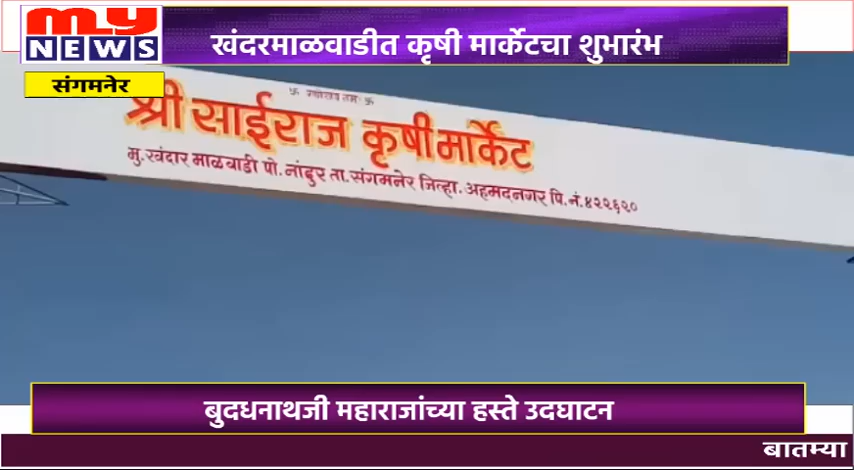 my
NEWS
खंदरमाळवाडीत कृषी मार्केटचा शुभारंभ
संगमनेर
श्री साईराज कृषी मार्केट
मु. खंदार माळवाडी पो. नांदुर ता. संगमनेर जिल्हा. अहमदनगर पि. नं. ४२२६२०
बुदधनाथजी महाराजांच्या हस्ते उदघाटन
बातम्या